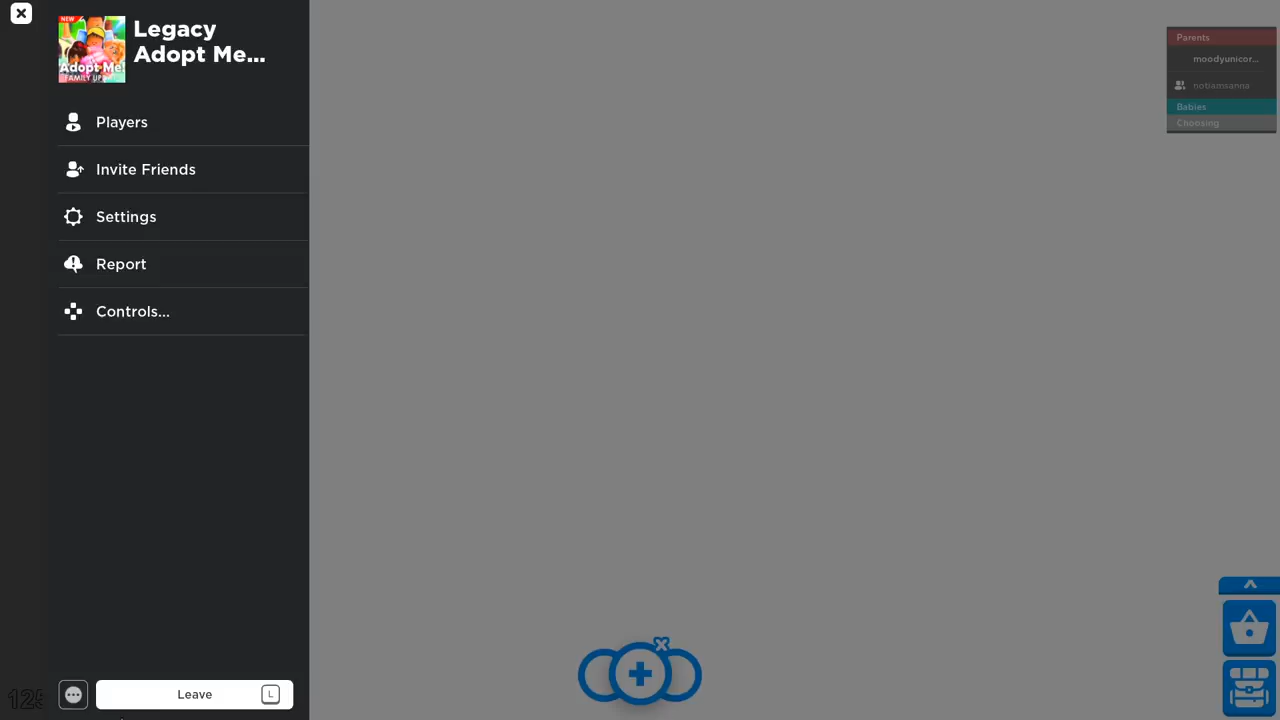 Legacy
Adopt Me...
NEW
Adopt Me!
FAMILY UP
Players
Invite Friends
Settings
Report
Controls...
Leave
L
Parents
moodyunicor...
notiamsanna
Babies
Choosing